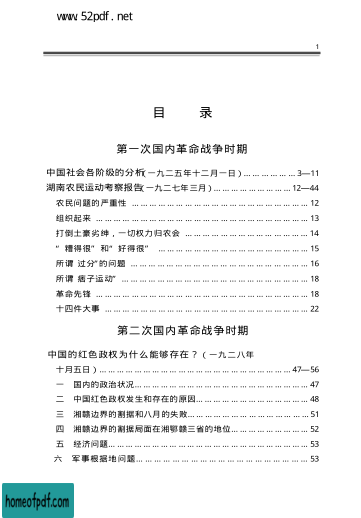 www.52pdf.net
1
目 录
第一次国内革命战争时期
中国社会各阶级的分析(一九二五年十二月一日)………………3—11
湖南农民运动考察报告(一九二七年三月)……………………12—44
农民问题的严重性 ……………………………………………… 12
组织起来 ………………………………………………………… 13
打倒土豪劣绅，一切权力归农会 ……………………………… 14
“糟得很”和“好得很” ………………………………………… 15
所谓“过分”的问题 …………………………………………… 16
所谓“痞子运动” ……………………………………………… 18
革命先锋 ………………………………………………………… 18
十四件大事 ……………………………………………………… 22
第二次国内革命战争时期
中国的红色政权为什么能够存在？(一九二八年
十月五日)………………………………………………………47—56
一 国内的政治状况……………………………………………… 47
二 中国红色政权发生和存在的原因…………………………… 48
三 湘赣边界的割据和八月的失败……………………………… 51
四 湘赣边界的割据局面在湘鄂赣三省的地位………………… 52
五 经济问题……………………………………………………… 53
六 军事根据地问题……………………………………………… 53
homeofpdf.com